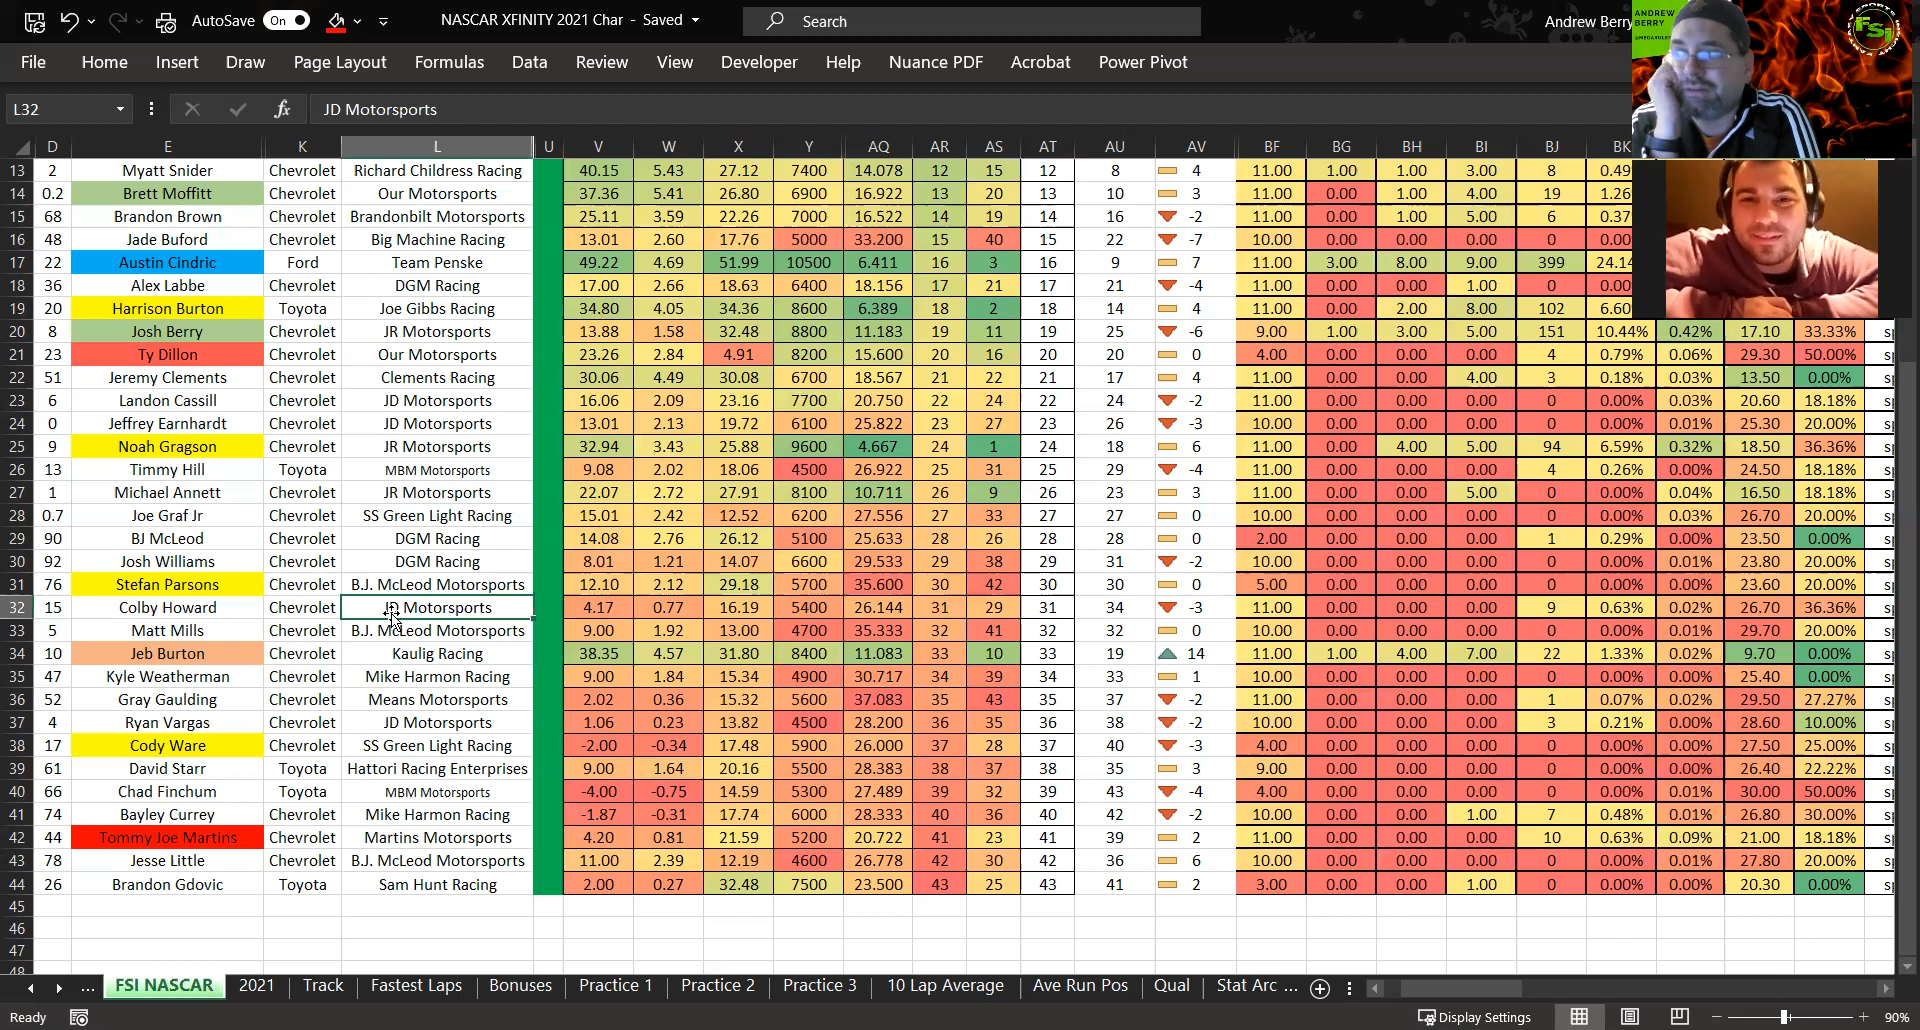 AutoSave On NASCAR XFINITY 2021 Char - Saved Search Andrew Berry
ANDREW
BERRY
FSi
File Home Insert Draw Page Layout Formulas Data Review View Developer Help Nuance PDF Acrobat Power Pivot
L32 fx JD Motorsports
D E K L U V W X Y AQ AR AS AT AU AV BF BG BH BI BJ BK
13 2 Myatt Snider Chevrolet Richard Childress Racing 40.15 5.43 27.12 7400 14.078 12 15 12 8 4 11.00 1.00 1.00 3.00 8 0.49
14 0.2 Brett Moffitt Chevrolet Our Motorsports 37.36 5.41 26.80 6900 16.922 13 20 13 10 3 11.00 0.00 1.00 4.00 19 1.26
15 68 Brandon Brown Chevrolet Brandonbilt Motorsports 25.11 3.59 22.26 7000 16.522 14 19 14 16 -2 11.00 0.00 1.00 5.00 6 0.37
16 48 Jade Buford Chevrolet Big Machine Racing 13.01 2.60 17.76 5000 33.200 15 40 15 22 -7 10.00 0.00 0.00 0.00 0 0.00
17 22 Austin Cindric Ford Team Penske 49.22 4.69 51.99 10500 6.411 16 3 16 9 7 11.00 3.00 8.00 9.00 399 24.14
18 36 Alex Labbe Chevrolet DGM Racing 17.00 2.66 18.63 6400 18.156 17 21 17 21 -4 11.00 0.00 0.00 1.00 0 0.00
19 20 Harrison Burton Toyota Joe Gibbs Racing 34.80 4.05 34.36 8600 6.389 18 2 18 14 4 11.00 0.00 2.00 8.00 102 6.60
20 8 Josh Berry Chevrolet JR Motorsports 13.88 1.58 32.48 8800 11.183 19 11 19 25 -6 9.00 1.00 3.00 5.00 151 10.44% 0.42% 17.10 33.33% sp
21 23 Ty Dillon Chevrolet Our Motorsports 23.26 2.84 4.91 8200 15.600 20 16 20 20 0 4.00 0.00 0.00 0.00 4 0.79% 0.06% 29.30 50.00% sp
22 51 Jeremy Clements Chevrolet Clements Racing 30.06 4.49 30.08 6700 18.567 21 22 21 17 4 11.00 0.00 0.00 4.00 3 0.18% 0.03% 13.50 0.00% sp
23 6 Landon Cassill Chevrolet JD Motorsports 16.06 2.09 23.16 7700 20.750 22 24 22 24 -2 11.00 0.00 0.00 0.00 0 0.00% 0.03% 20.60 18.18% sp
24 0 Jeffrey Earnhardt Chevrolet JD Motorsports 13.01 2.13 19.72 6100 25.822 23 27 23 26 -3 10.00 0.00 0.00 0.00 0 0.00% 0.01% 25.30 20.00% sp
25 9 Noah Gragson Chevrolet JR Motorsports 32.94 3.43 25.88 9600 4.667 24 1 24 18 6 11.00 0.00 4.00 5.00 94 6.59% 0.32% 18.50 36.36% sp
26 13 Timmy Hill Toyota MBM Motorsports 9.08 2.02 18.06 4500 26.922 25 31 25 29 -4 11.00 0.00 0.00 0.00 4 0.26% 0.00% 24.50 18.18% sp
27 1 Michael Annett Chevrolet JR Motorsports 22.07 2.72 27.91 8100 10.711 26 9 26 23 3 11.00 0.00 0.00 5.00 0 0.00% 0.04% 16.50 18.18% sp
28 0.7 Joe Graf Jr Chevrolet SS Green Light Racing 15.01 2.42 12.52 6200 27.556 27 33 27 27 0 10.00 0.00 0.00 0.00 0 0.00% 0.03% 26.70 20.00% sp
29 90 BJ McLeod Chevrolet DGM Racing 14.08 2.76 26.12 5100 25.633 28 26 28 28 0 2.00 0.00 0.00 0.00 1 0.29% 0.00% 23.50 0.00% sp
30 92 Josh Williams Chevrolet DGM Racing 8.01 1.21 14.07 6600 29.533 29 38 29 31 -2 10.00 0.00 0.00 0.00 0 0.00% 0.01% 23.80 20.00% sp
31 76 Stefan Parsons Chevrolet B.J. McLeod Motorsports 12.10 2.12 29.18 5700 35.600 30 42 30 30 0 5.00 0.00 0.00 0.00 0 0.00% 0.00% 23.60 20.00% sp
32 15 Colby Howard Chevrolet JD Motorsports 4.17 0.77 16.19 5400 26.144 31 29 31 34 -3 11.00 0.00 0.00 0.00 9 0.63% 0.02% 26.70 36.36% sp
33 5 Matt Mills Chevrolet B.J. McLeod Motorsports 9.00 1.92 13.00 4700 35.333 32 41 32 32 0 10.00 0.00 0.00 0.00 0 0.00% 0.01% 29.70 20.00% sp
34 10 Jeb Burton Chevrolet Kaulig Racing 38.35 4.57 31.80 8400 11.083 33 10 33 19 14 11.00 1.00 4.00 7.00 22 1.33% 0.02% 9.70 0.00% sp
35 47 Kyle Weatherman Chevrolet Mike Harmon Racing 9.00 1.84 15.34 4900 30.717 34 39 34 33 1 10.00 0.00 0.00 0.00 0 0.00% 0.00% 25.40 0.00% sp
36 52 Gray Gaulding Chevrolet Means Motorsports 2.02 0.36 15.32 5600 37.083 35 43 35 37 -2 11.00 0.00 0.00 0.00 1 0.07% 0.02% 29.50 27.27% sp
37 4 Ryan Vargas Chevrolet JD Motorsports 1.06 0.23 13.82 4500 28.200 36 35 36 38 -2 10.00 0.00 0.00 0.00 3 0.21% 0.00% 28.60 10.00% sp
38 17 Cody Ware Chevrolet SS Green Light Racing -2.00 -0.34 17.48 5900 26.000 37 28 37 40 -3 4.00 0.00 0.00 0.00 0 0.00% 0.00% 27.50 25.00% sp
39 61 David Starr Toyota Hattori Racing Enterprises 9.00 1.64 20.16 5500 28.383 38 37 38 35 3 9.00 0.00 0.00 0.00 0 0.00% 0.00% 26.40 22.22% sp
40 66 Chad Finchum Toyota MBM Motorsports -4.00 -0.75 14.59 5300 27.489 39 32 39 43 -4 4.00 0.00 0.00 0.00 0 0.00% 0.00% 30.00 50.00% sp
41 74 Bayley Currey Chevrolet Mike Harmon Racing -1.87 -0.31 17.74 6000 28.333 40 36 40 42 -2 10.00 0.00 0.00 1.00 7 0.48% 0.01% 26.80 30.00% sp
42 44 Tommy Joe Martins Chevrolet Martins Motorsports 4.20 0.81 21.59 5200 20.722 41 23 41 39 2 11.00 0.00 0.00 0.00 10 0.63% 0.09% 21.00 18.18% sp
43 78 Jesse Little Chevrolet B.J. McLeod Motorsports 11.00 2.39 12.19 4600 26.778 42 30 42 36 6 10.00 0.00 0.00 0.00 0 0.00% 0.01% 27.80 20.00% sp
44 26 Brandon Gdovic Toyota Sam Hunt Racing 2.00 0.27 32.48 7500 23.500 43 25 43 41 2 3.00 0.00 0.00 1.00 0 0.00% 0.00% 20.30 0.00% sp
45
46
47
48
... FSI NASCAR 2021 Track Fastest Laps Bonuses Practice 1 Practice 2 Practice 3 10 Lap Average Ave Run Pos Qual Stat Arc ...
Ready Display Settings 90%